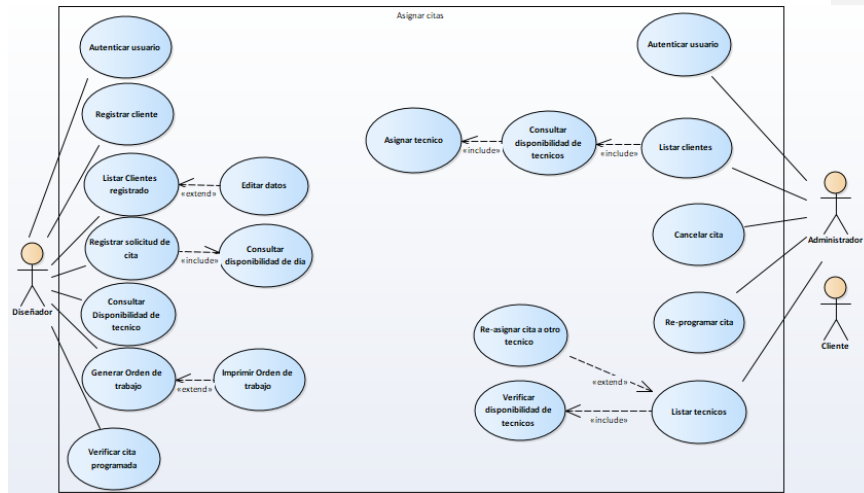 Asignar citas
Autenticar usuario
Autenticar usuario
Registrar cliente
Asignar tecnico
«include»
Consultar
disponibilidad de
tecnicos
«include»
Listar clientes
Listar Clientes
registrado
«extend»
Editar datos
Registrar solicitud de
cita
«include»
Consultar
disponibilidad de dia
Cancelar cita
Administrador
Diseñador
Consultar
Disponibilidad de
tecnico
Re-asignar cita a otro
tecnico
Re-programar cita
Cliente
Generar Orden de
trabajo
«extend»
Imprimir Orden de
trabajo
«extend»
Verificar
disponibilidad de
tecnicos
«include»
Listar tecnicos
Verificar cita
programada